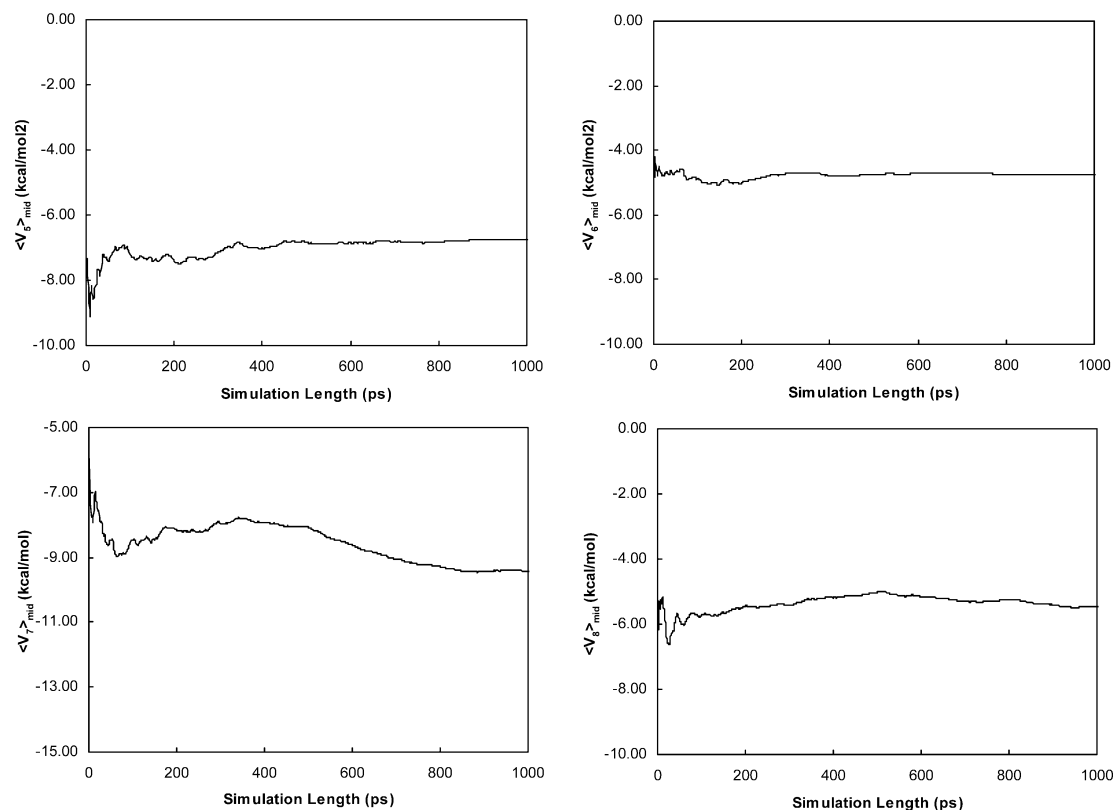 0.00
-2.00
-4.00
-6.00
-8.00
-10.00
<V5>mid (kcal/mol2)
0 200 400 600 800 1000
Simulation Length (ps)
0.00
-2.00
-4.00
-6.00
-8.00
-10.00
<V6>mid (kcal/mol2)
0 200 400 600 800 1000
Simulation Length (ps)
-5.00
-7.00
-9.00
-11.00
-13.00
-15.00
<V7>mid (kcal/mol)
0 200 400 600 800 1000
Simulation Length (ps)
0.00
-2.00
-4.00
-6.00
-8.00
-10.00
<V8>mid (kcal/mol)
0 200 400 600 800 1000
Simulation Length (ps)